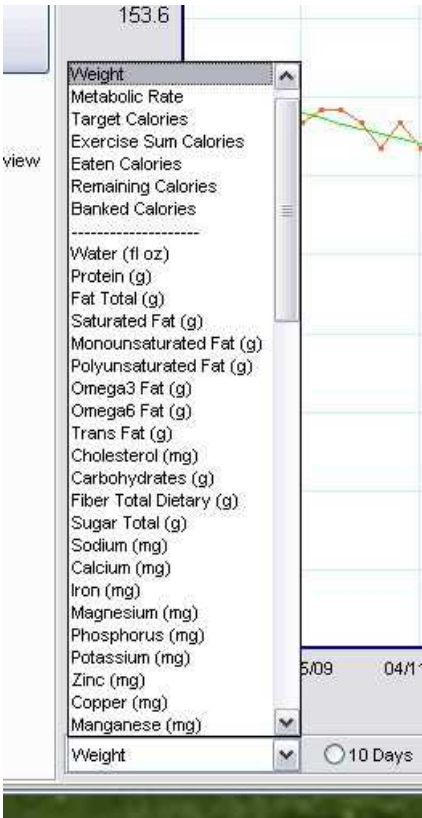 153.6
view
Weight
Metabolic Rate
Target Calories
Exercise Sum Calories
Eaten Calories
Remaining Calories
Banked Calories
--------------------
Water (fl oz)
Protein (g)
Fat Total (g)
Saturated Fat (g)
Monounsaturated Fat (g)
Polyunsaturated Fat (g)
Omega3 Fat (g)
Omega6 Fat (g)
Trans Fat (g)
Cholesterol (mg)
Carbohydrates (g)
Fiber Total Dietary (g)
Sugar Total (g)
Sodium (mg)
Calcium (mg)
Iron (mg)
Magnesium (mg)
Phosphorus (mg)
Potassium (mg)
Zinc (mg)
Copper (mg)
Manganese (mg)
5/09 04/1
Weight 10 Days